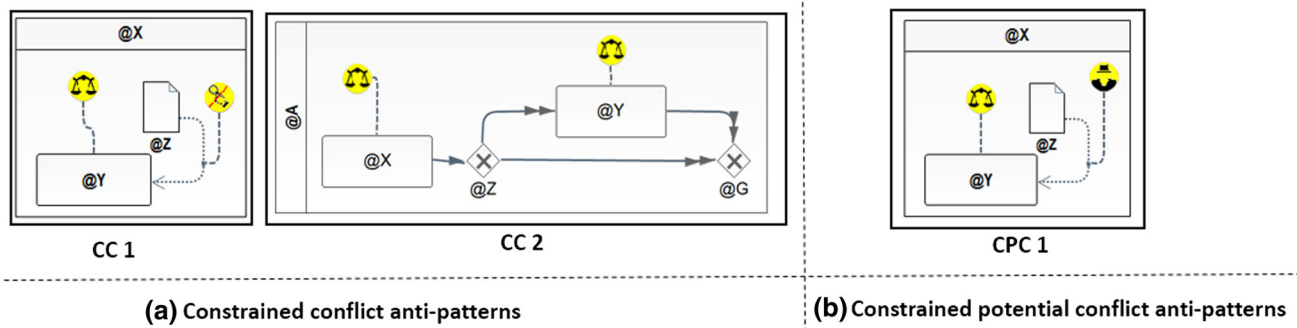 @X
@Z
@Y
CC 1
@A
@X
@Z
@Y
@G
CC 2
@X
@Z
@Y
CPC 1
(a) Constrained conflict anti-patterns
(b) Constrained potential conflict anti-patterns